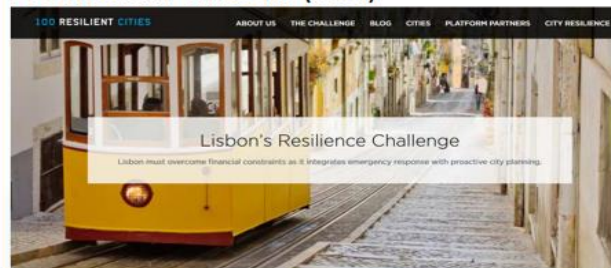 100 RESILIENT CITIES
ABOUT US THE CHALLENGE BLOG CITIES PLATFORM PARTNERS CITY RESILIENCE
Lisbon's Resilience Challenge
Lisbon must overcome financial constraints as it integrates emergency response with proactive city planning.